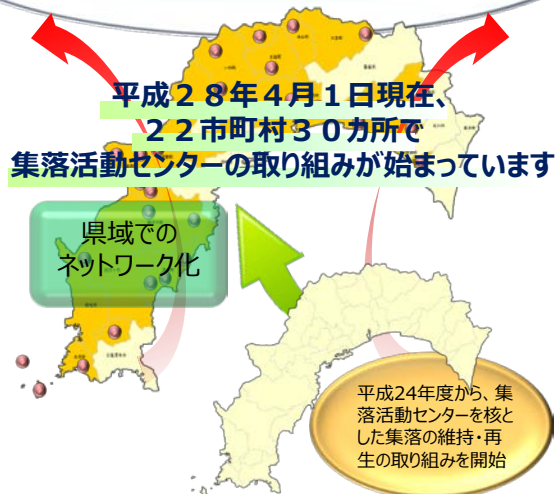 平成２８年４月１日現在、
２２市町村３０カ所で
集落活動センターの取り組みが始まっています
県域での
ネットワーク化
平成24年度から、集
落活動センターを核と
した集落の維持・再
生の取り組みを開始